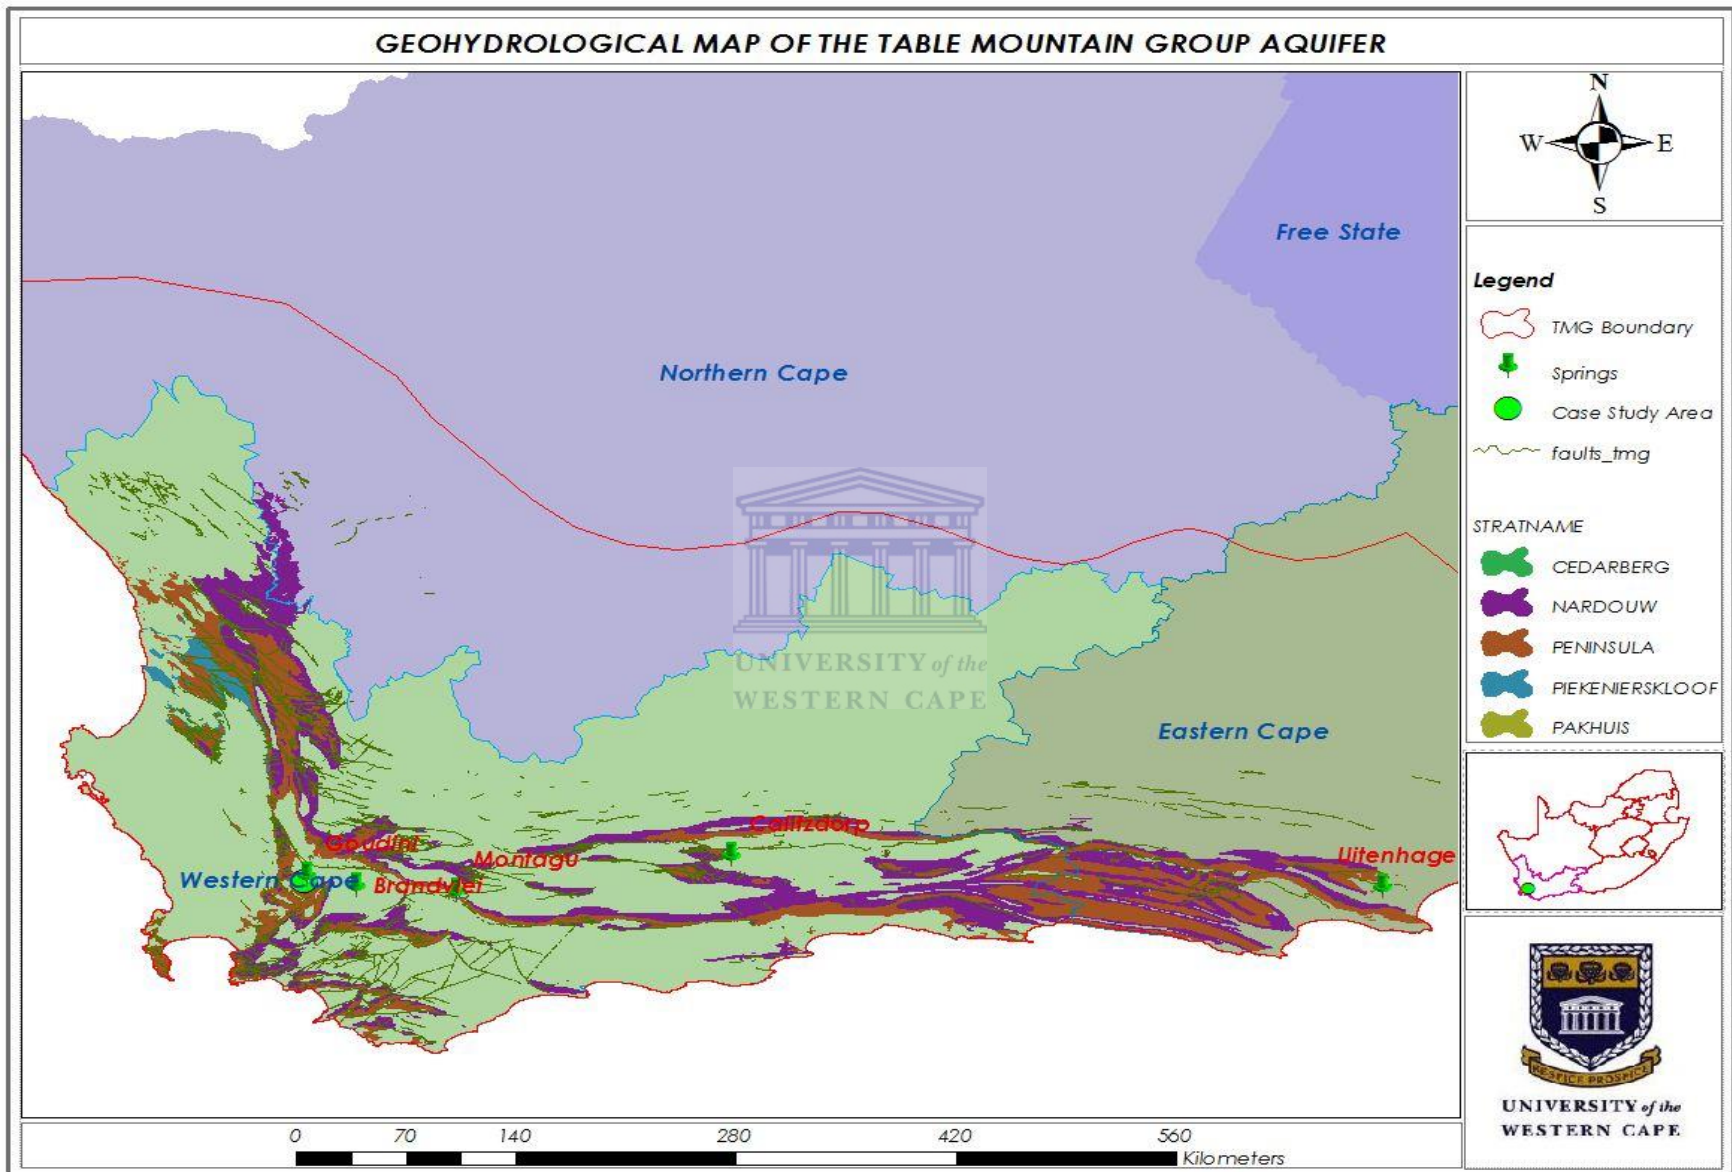 GEOHYDROLOGICAL MAP OF THE TABLE MOUNTAIN GROUP AQUIFER
N
W E
S
Free State
Northern Cape
Eastern Cape
UNIVERSITY of the
WESTERN CAPE
Calitzdorp
Goudini
Montagu
Uitenhage
Western Cape
Brandvlei
Legend
TMG Boundary
Springs
Case Study Area
faults_tmg
STRATNAME
CEDARBERG
NARDOUW
PENINSULA
PIEKENIERSKLOOF
PAKHUIS
RESPICE PROSPICE
UNIVERSITY of the
WESTERN CAPE
0 70 140 280 420 560
Kilometers